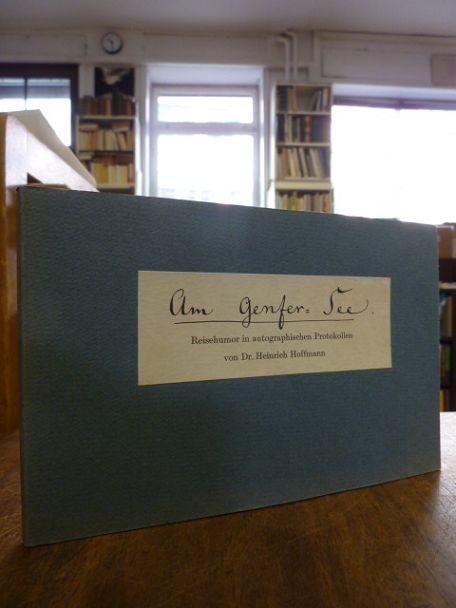 Am Genfer= See.
Reisehumor in autographischen Protokollen
von Dr. Heinrich Hoffmann